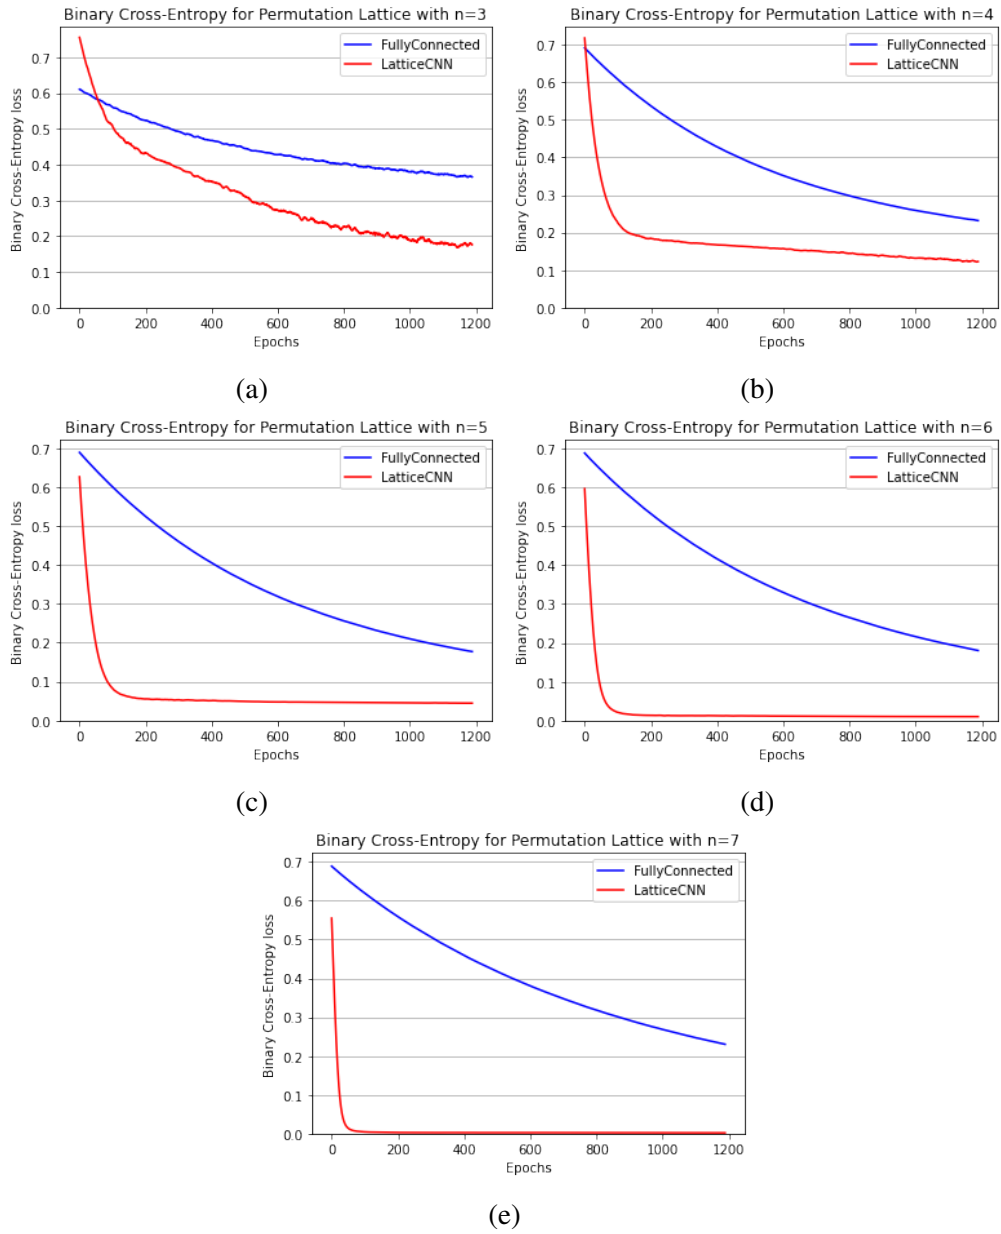 Binary Cross-Entropy for Permutation Lattice with n=3
Binary Cross-Entropy loss
0.7
0.6
0.5
0.4
0.3
0.2
0.1
0.0
FullyConnected
LatticeCNN
0 200 400 600 800 1000 1200
Epochs
(a)
Binary Cross-Entropy for Permutation Lattice with n=4
Binary Cross-Entropy loss
0.7
0.6
0.5
0.4
0.3
0.2
0.1
0.0
FullyConnected
LatticeCNN
0 200 400 600 800 1000 1200
Epochs
(b)
Binary Cross-Entropy for Permutation Lattice with n=5
Binary Cross-Entropy loss
0.7
0.6
0.5
0.4
0.3
0.2
0.1
0.0
FullyConnected
LatticeCNN
0 200 400 600 800 1000 1200
Epochs
(c)
Binary Cross-Entropy for Permutation Lattice with n=6
Binary Cross-Entropy loss
0.7
0.6
0.5
0.4
0.3
0.2
0.1
0.0
FullyConnected
LatticeCNN
0 200 400 600 800 1000 1200
Epochs
(d)
Binary Cross-Entropy for Permutation Lattice with n=7
Binary Cross-Entropy loss
0.7
0.6
0.5
0.4
0.3
0.2
0.1
0.0
FullyConnected
LatticeCNN
0 200 400 600 800 1000 1200
Epochs
(e)